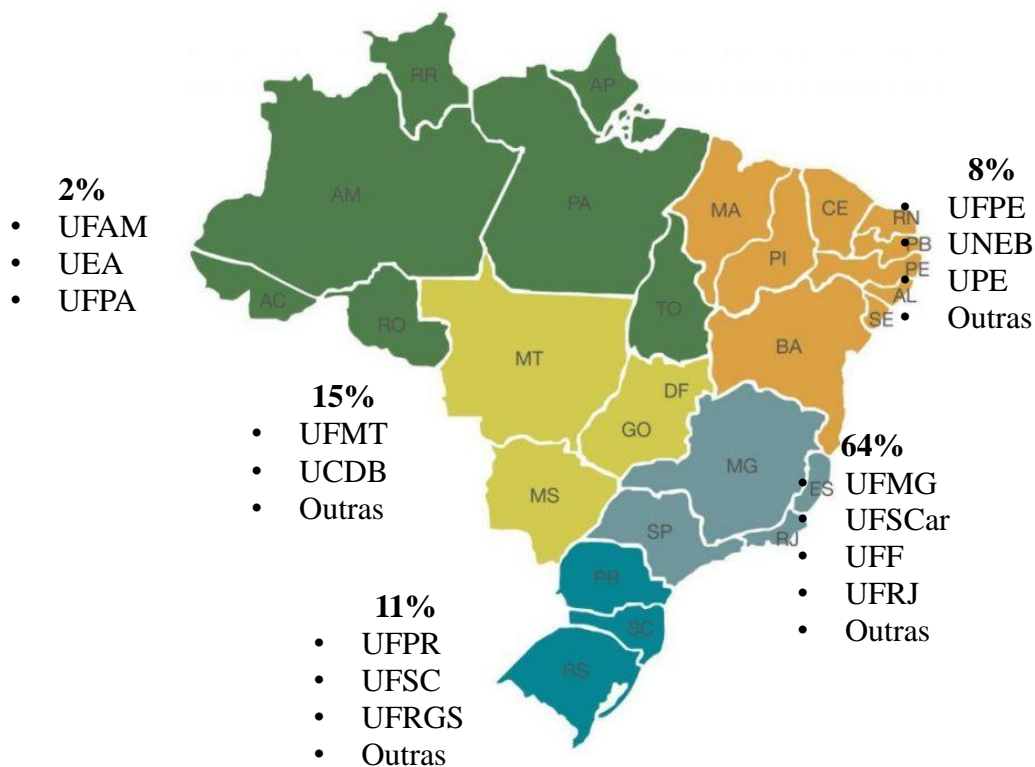 RR
AP
AM
PA
MA
CE
RN
PB
PE
AL
SE
PI
AC
RO
TO
BA
MT
DF
GO
MS
MG
ES
SP
RJ
PR
SC
RS
2%
• UFAM
• UEA
• UFPA
8%
• UFPE
• UNEB
• UPE
• Outras
15%
• UFMT
• UCDB
• Outras
64%
• UFMG
• UFSCar
• UFF
• UFRJ
• Outras
11%
• UFPR
• UFSC
• UFRGS
• Outras